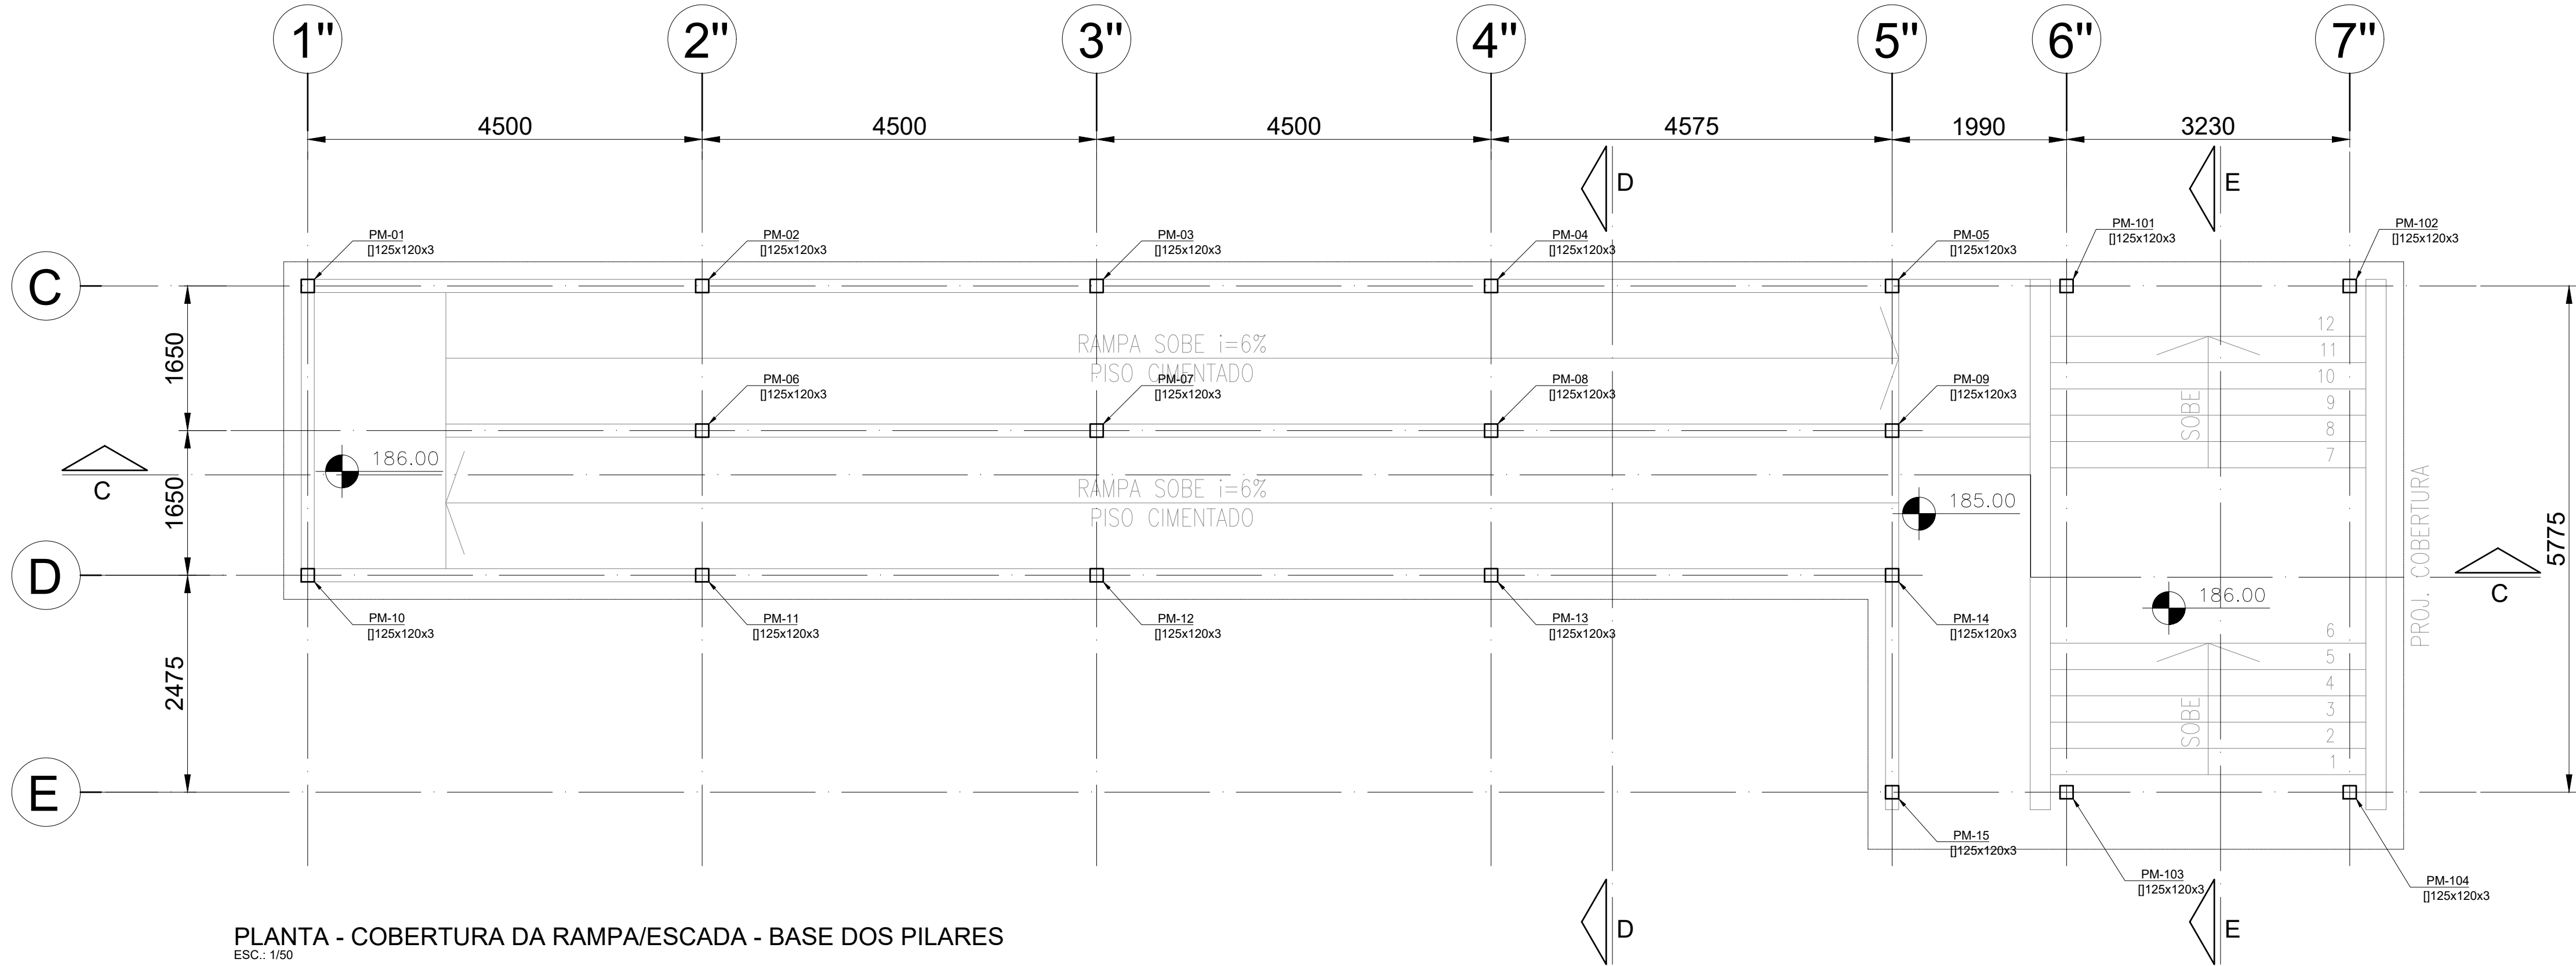 1" 2" 3" 4" 5" 6" 7"
4500 4500 4500 4575 1990 3230
D E
PM-01 PM-02 PM-03 PM-04 PM-05 PM-101 PM-102
[]125x120x3 []125x120x3 []125x120x3 []125x120x3 []125x120x3 []125x120x3 []125x120x3
C
1650
RAMPA SOBE i=6%
PISO CIMENTADO
12
11
10
9
8
7
SOBE
PM-06 PM-07 PM-08 PM-09
[]125x120x3 []125x120x3 []125x120x3 []125x120x3
186.00
C
1650
RAMPA SOBE i=6%
PISO CIMENTADO
185.00
PROJ. COBERTURA
5775
D
C
186.00
PM-10 PM-11 PM-12 PM-13 PM-14
[]125x120x3 []125x120x3 []125x120x3 []125x120x3 []125x120x3
2475
6
5
4
3
2
1
SOBE
E
PM-15
[]125x120x3
PM-103 PM-104
[]125x120x3 []125x120x3
D E
PLANTA - COBERTURA DA RAMPA/ESCADA - BASE DOS PILARES
ESC.: 1/50